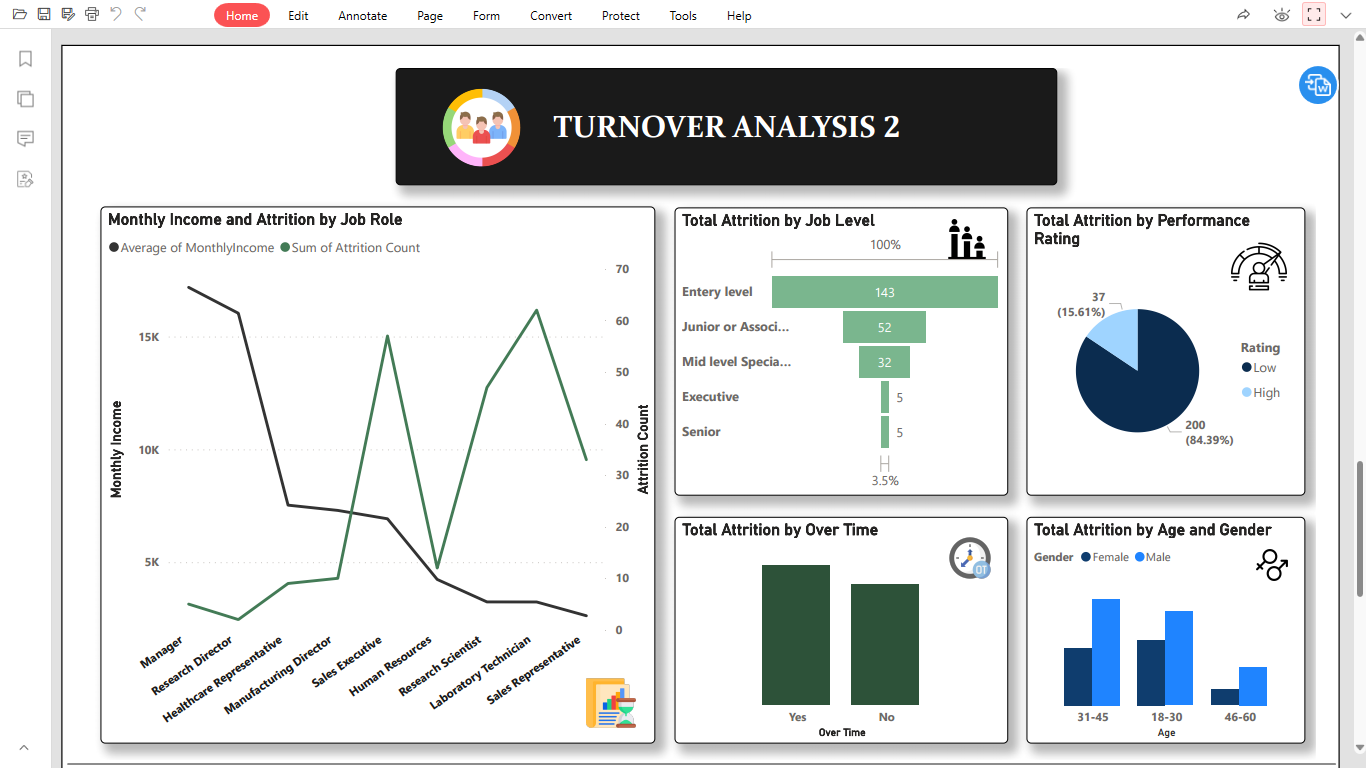 Home Edit Annotate Page Form Convert Protect Tools Help
W
TURNOVER ANALYSIS 2
Monthly Income and Attrition by Job Role
Average of MonthlyIncome Sum of Attrition Count
70
60
50
40
30
20
10
0
15K
10K
5K
Monthly Income
Attrition Count
Manager
Research Director
Healthcare Representative
Manufacturing Director
Sales Executive
Human Resources
Research Scientist
Laboratory Technician
Sales Representative
Total Attrition by Job Level
100%
Entery level 143
Junior or Associ... 52
Mid level Specia... 32
Executive 5
Senior 5
3.5%
Total Attrition by Performance
Rating
37
(15.61%)
200
(84.39%)
Rating
Low
High
Total Attrition by Over Time
OT
Yes No
Over Time
Total Attrition by Age and Gender
Gender Female Male
31-45 18-30 46-60
Age